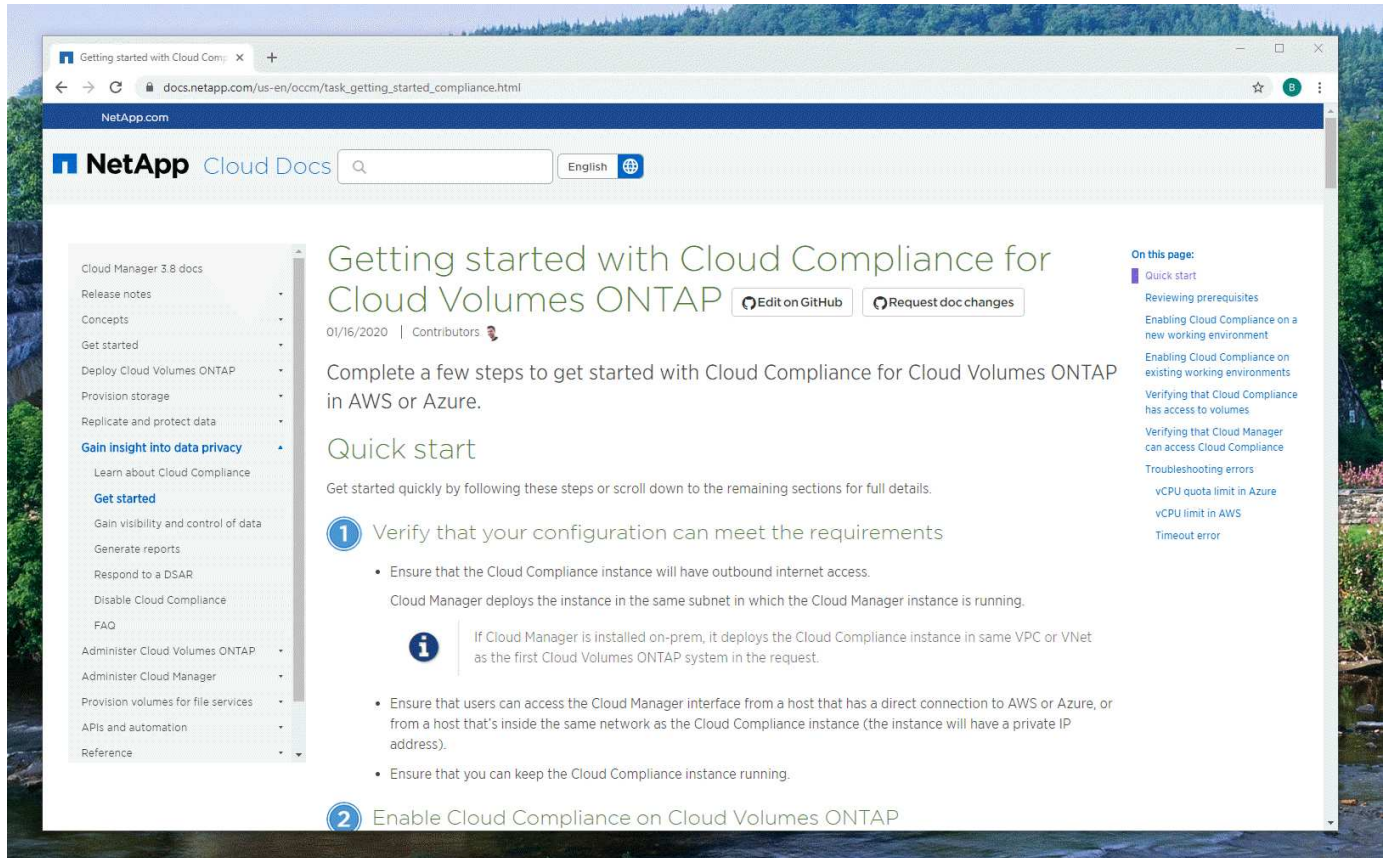 Getting started with Cloud Comp
docs.netapp.com/us-en/occm/task_getting_started_compliance.html
B
NetApp.com
NetApp Cloud Docs
English
Cloud Manager 3.8 docs
Release notes
Concepts
Get started
Deploy Cloud Volumes ONTAP
Provision storage
Replicate and protect data
Gain insight into data privacy
Learn about Cloud Compliance
Get started
Gain visibility and control of data
Generate reports
Respond to a DSAR
Disable Cloud Compliance
FAQ
Administer Cloud Volumes ONTAP
Administer Cloud Manager
Provision volumes for file services
APIs and automation
Reference
Getting started with Cloud Compliance for
Cloud Volumes ONTAP
Edit on GitHub
Request doc changes
01/16/2020 | Contributors
Complete a few steps to get started with Cloud Compliance for Cloud Volumes ONTAP
in AWS or Azure.
Quick start
Get started quickly by following these steps or scroll down to the remaining sections for full details.
1 Verify that your configuration can meet the requirements
• Ensure that the Cloud Compliance instance will have outbound internet access.
Cloud Manager deploys the instance in the same subnet in which the Cloud Manager instance is running.
If Cloud Manager is installed on-prem, it deploys the Cloud Compliance instance in same VPC or VNet
as the first Cloud Volumes ONTAP system in the request.
• Ensure that users can access the Cloud Manager interface from a host that has a direct connection to AWS or Azure, or
from a host that's inside the same network as the Cloud Compliance instance (the instance will have a private IP
address).
• Ensure that you can keep the Cloud Compliance instance running.
2 Enable Cloud Compliance on Cloud Volumes ONTAP
On this page:
Quick start
Reviewing prerequisites
Enabling Cloud Compliance on a
new working environment
Enabling Cloud Compliance on
existing working environments
Verifying that Cloud Compliance
has access to volumes
Verifying that Cloud Manager
can access Cloud Compliance
Troubleshooting errors
vCPU quota limit in Azure
vCPU limit in AWS
Timeout error